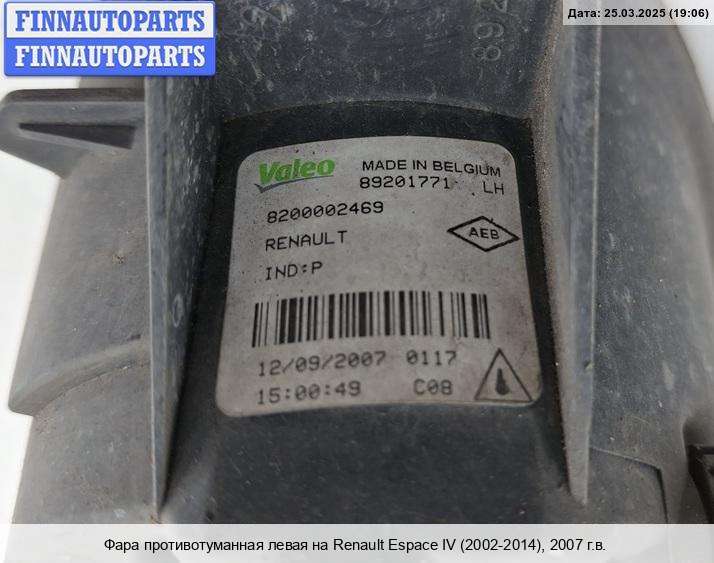 FINNAUTOPARTS
FINNAUTOPARTS
Дата: 25.03.2025 (19:06)
Valeo
MADE IN BELGIUM
89201771 LH
8200002469
RENAULT
AEB
IND:P
12/09/2007 0117
15:00:49 C08
Фара противотуманная левая на Renault Espace IV (2002-2014), 2007 г.в.